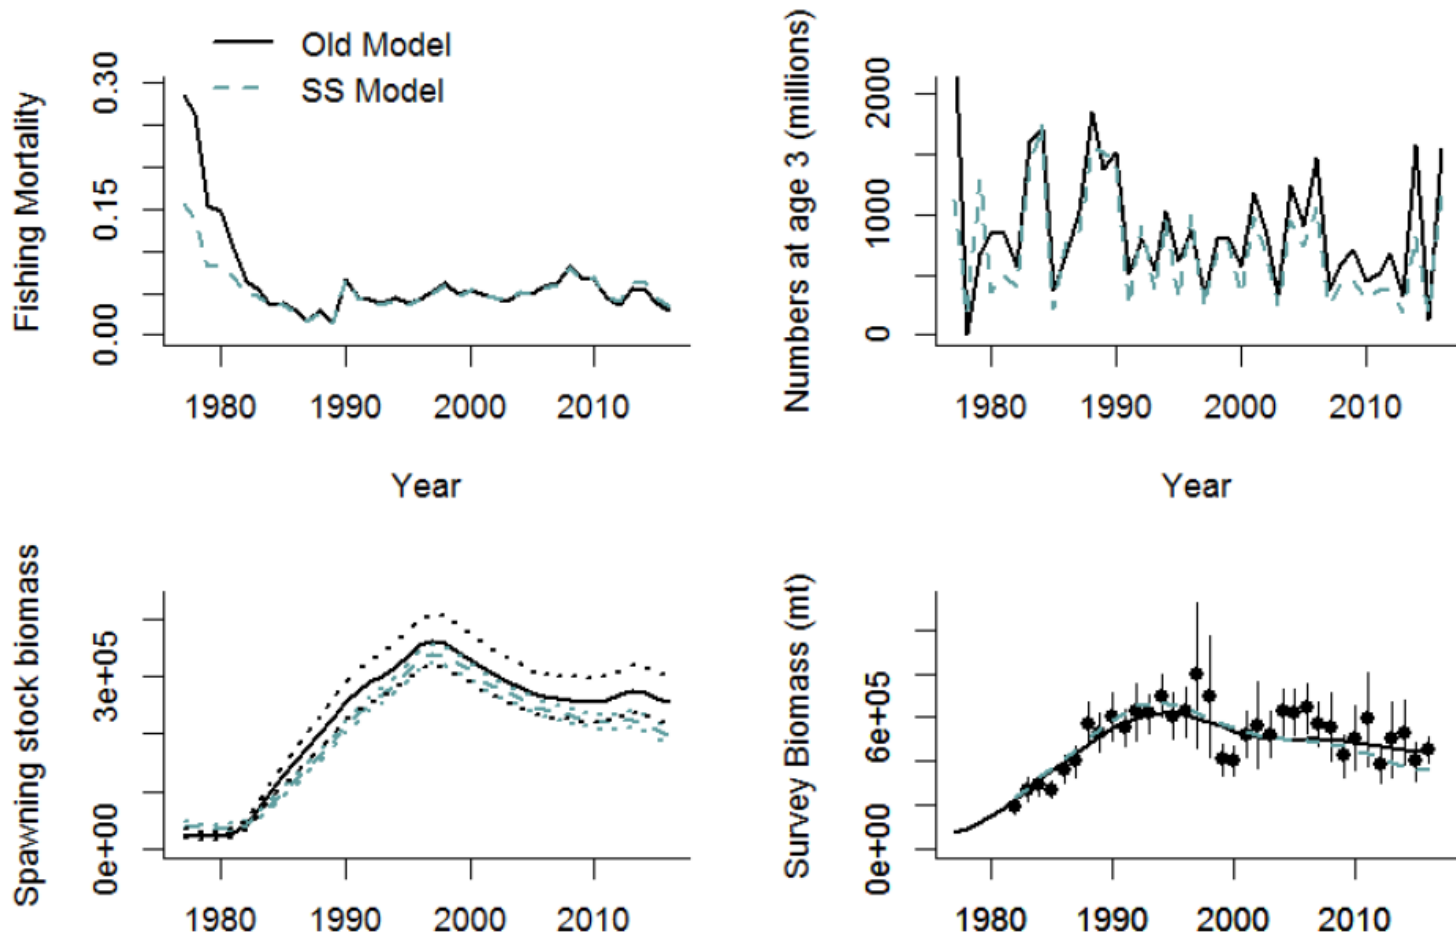 Old Model
SS Model
Fishing Mortality
0.30
0.15
0.00
1980 1990 2000 2010
Year
Numbers at age 3 (millions)
2000
1000
0
1980 1990 2000 2010
Year
Spawning stock biomass
3e+05
0e+00
1980 1990 2000 2010
Survey Biomass (mt)
6e+05
0e+00
1980 1990 2000 2010